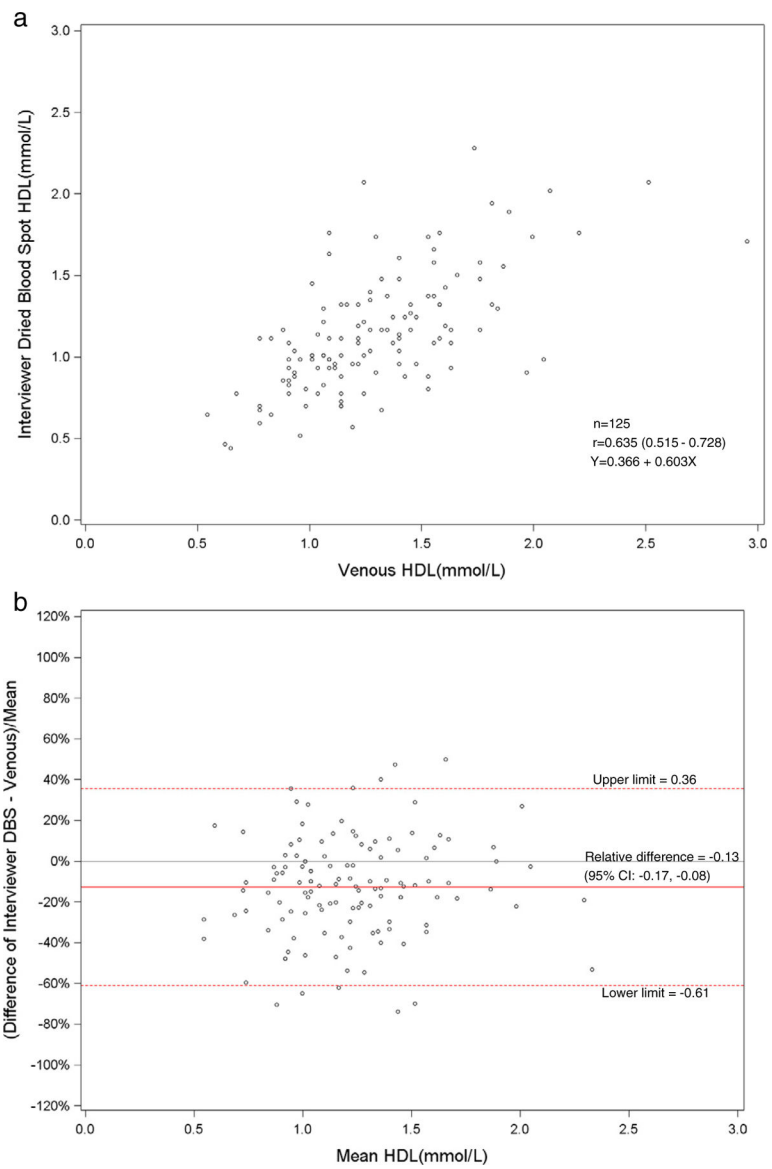 a
3.0
2.5
2.0
1.5
1.0
0.5
0.0
Interviewer Dried Blood Spot HDL(mmol/L)
n=125
r=0.635 (0.515 - 0.728)
Y=0.366 + 0.603X
0.0 0.5 1.0 1.5 2.0 2.5 3.0
Venous HDL(mmol/L)
b
120%
100%
80%
60%
40%
20%
0%
-20%
-40%
-60%
-80%
-100%
-120%
(Difference of Interviewer DBS - Venous)/Mean
Upper limit = 0.36
Relative difference = -0.13
(95% CI: -0.17, -0.08)
Lower limit = -0.61
0.0 0.5 1.0 1.5 2.0 2.5 3.0
Mean HDL(mmol/L)